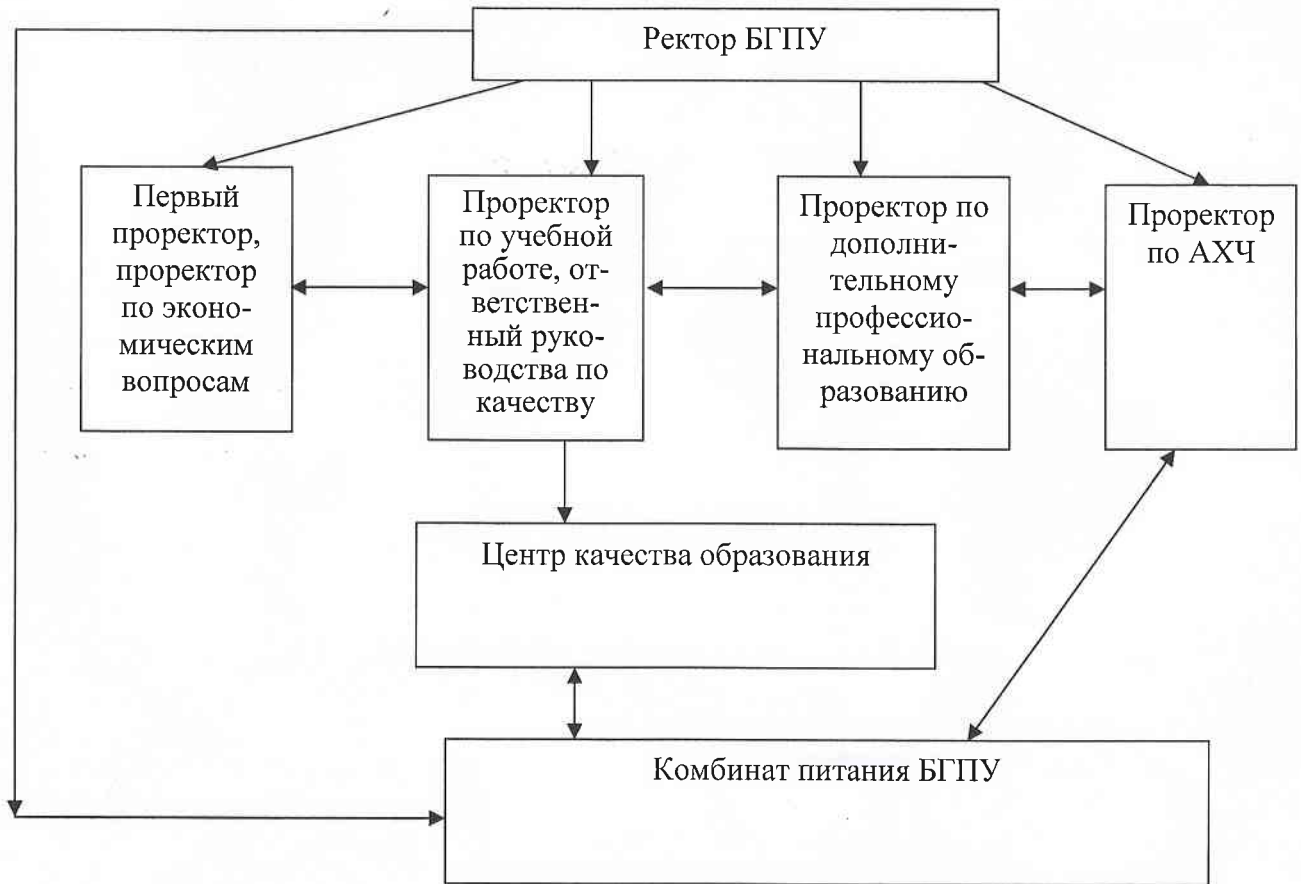 Ректор БГПУ
Первый
проректор,
проректор
по эконо-
мическим
вопросам
Проректор
по учебной
работе, от-
ветствен-
ный руко-
водства по
качеству
Проректор по
дополни-
тельному
профессио-
нальному об-
разованию
Проректор
по АХЧ
Центр качества образования
Комбинат питания БГПУ